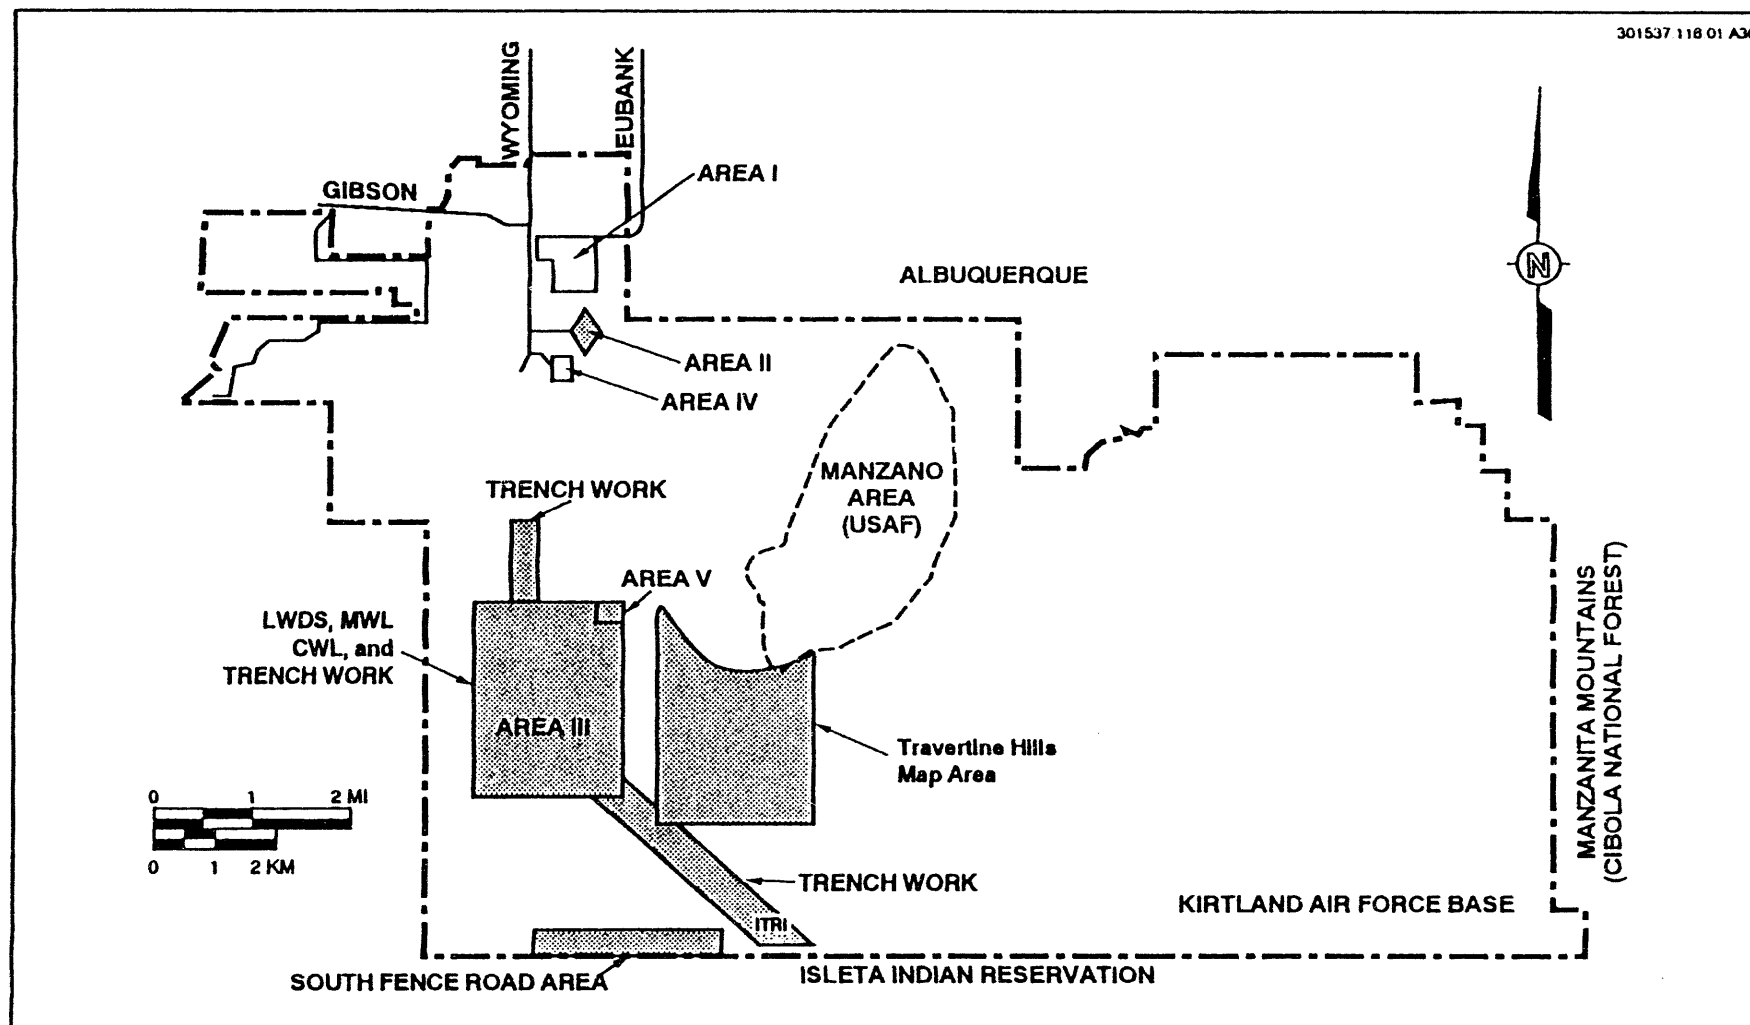 301537.118 01 A3
WYOMING
EUBANK
AREA I
GIBSON
ALBUQUERQUE
N
AREA II
AREA IV
MANZANO
AREA
(USAF)
TRENCH WORK
AREA V
LWDS, MWL
CWL, and
TRENCH WORK
AREA III
Travertine Hills
Map Area
MANZANITA MOUNTAINS
(CIBOLA NATIONAL FOREST)
0 1 2 MI
0 1 2 KM
TRENCH WORK
ITRI
KIRTLAND AIR FORCE BASE
SOUTH FENCE ROAD AREA
ISLETA INDIAN RESERVATION